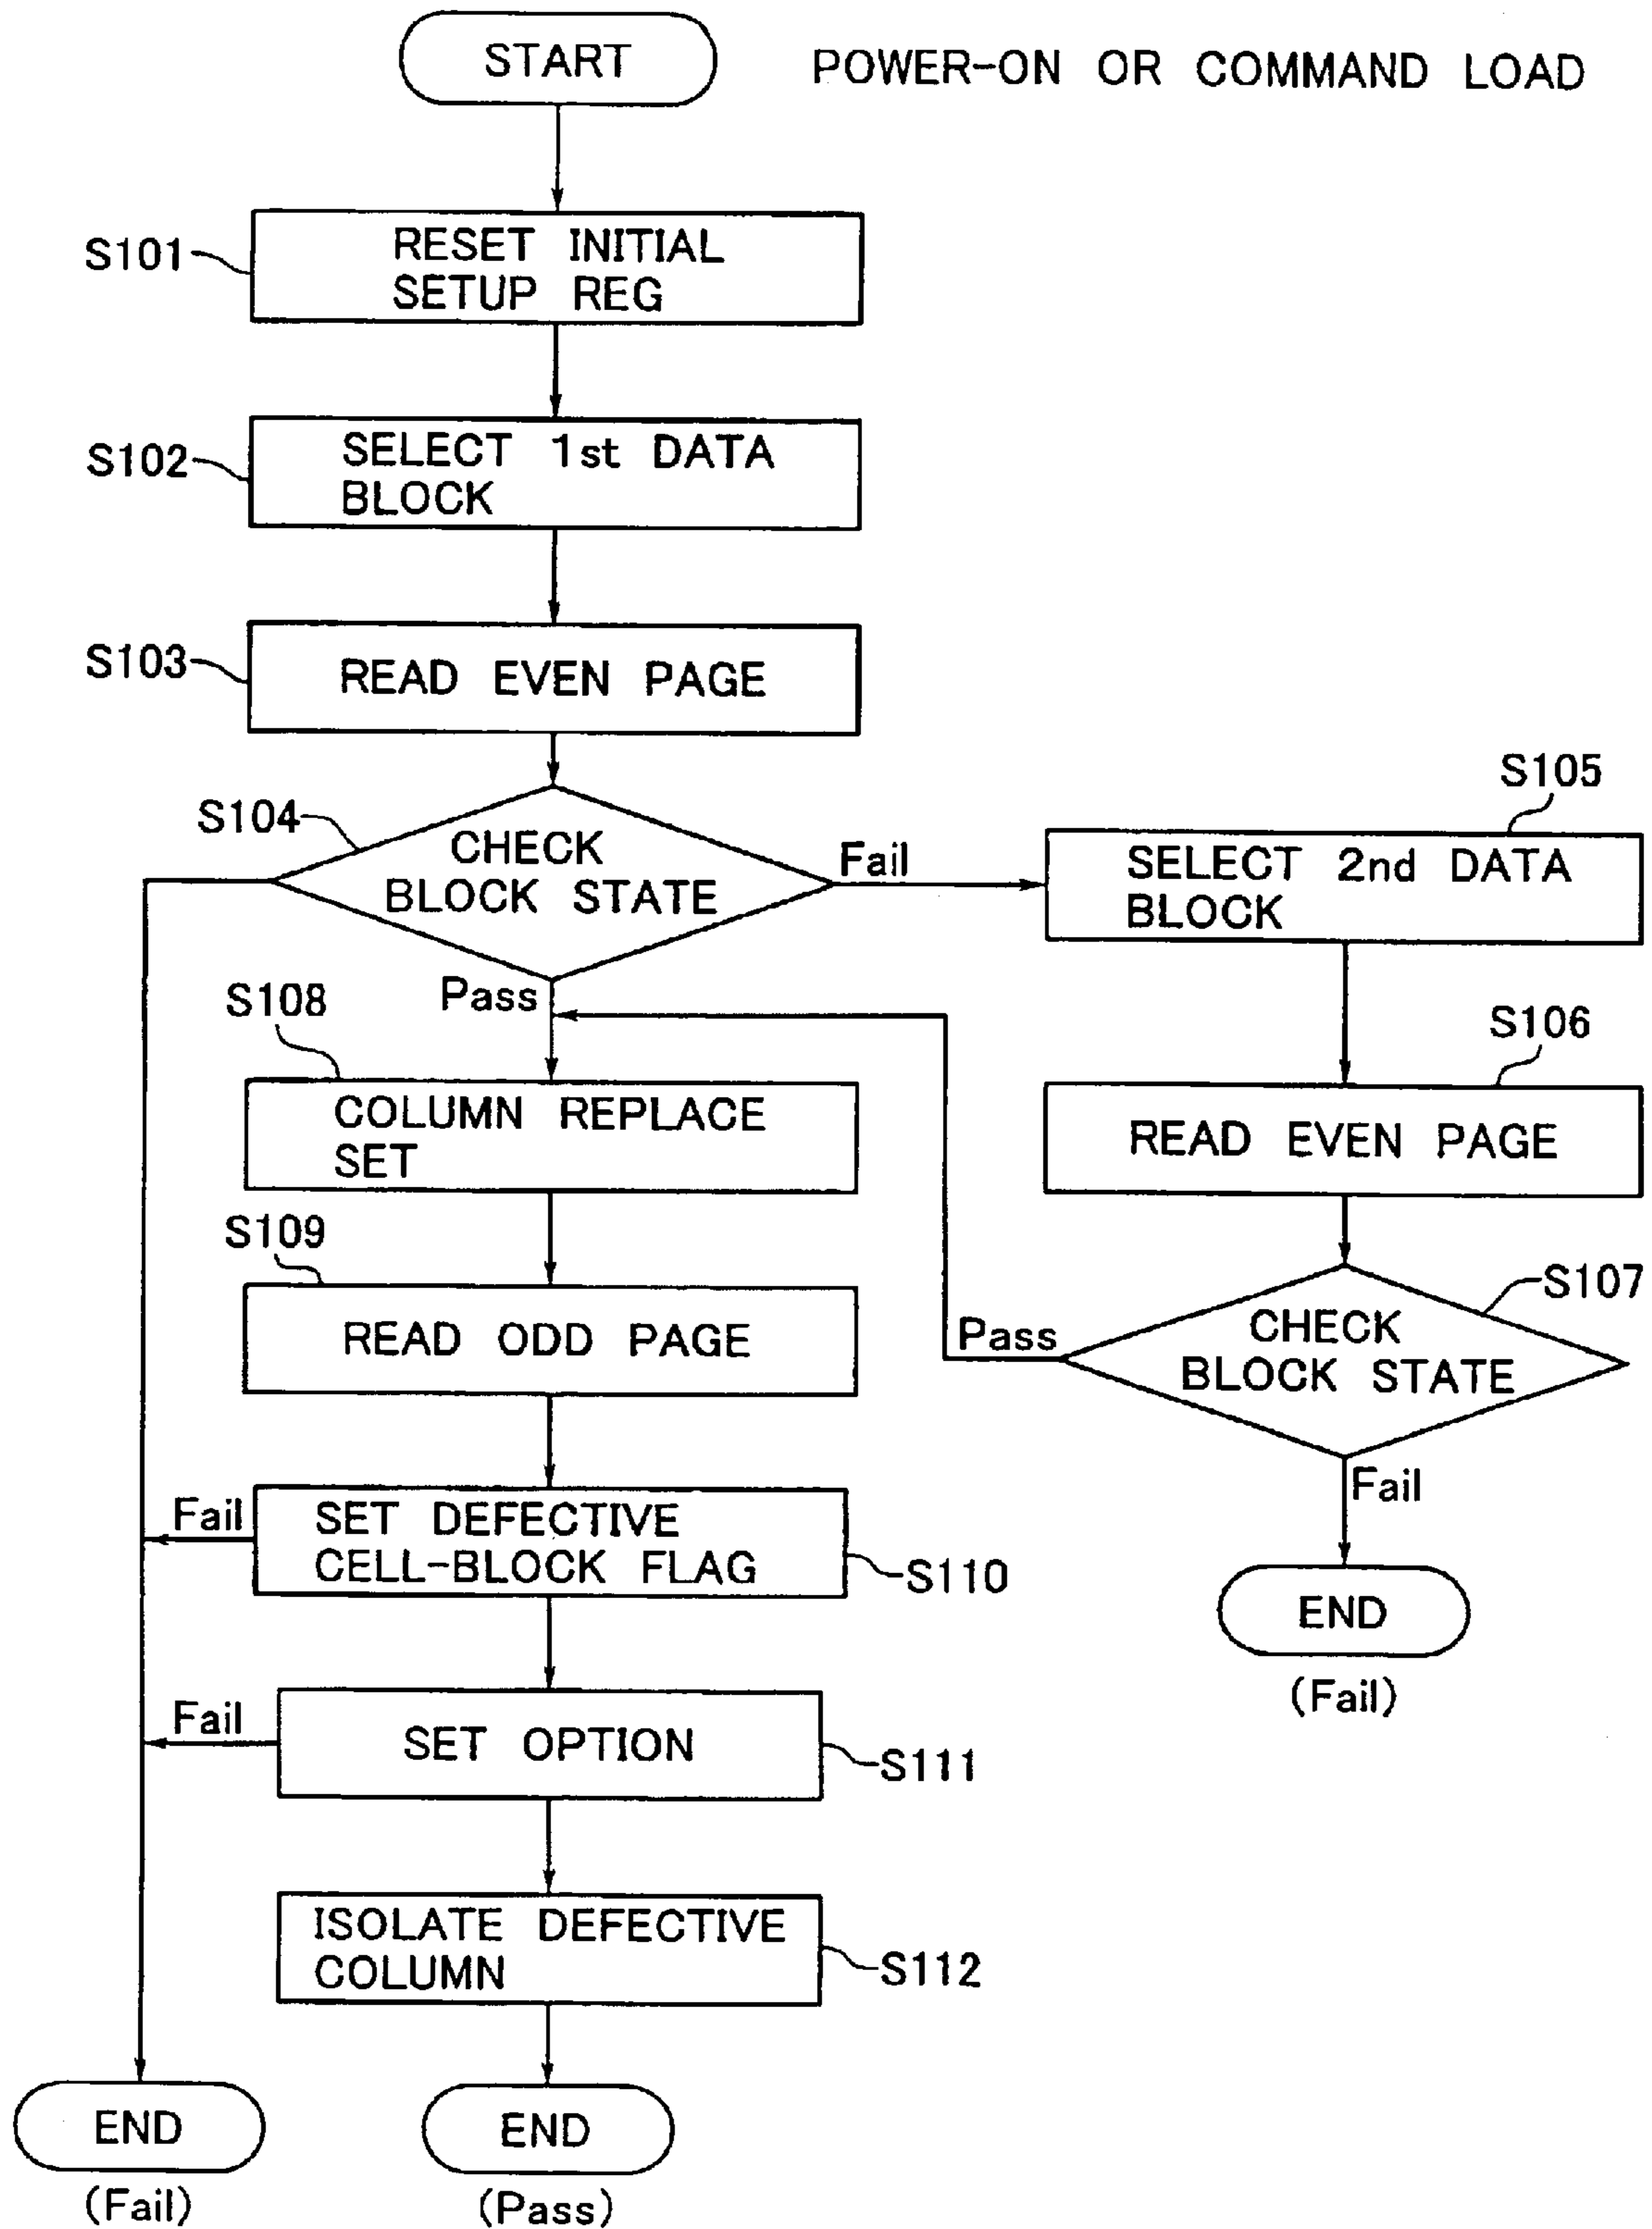 START
POWER-ON OR COMMAND LOAD
S101
RESET INITIAL
SETUP REG
S102
SELECT 1st DATA
BLOCK
S103
READ EVEN PAGE
S104
CHECK
BLOCK STATE
Fail
S105
SELECT 2nd DATA
BLOCK
Pass
S108
COLUMN REPLACE
SET
S106
READ EVEN PAGE
S109
READ ODD PAGE
S107
CHECK
BLOCK STATE
Pass
Fail
END
(Fail)
Fail
SET DEFECTIVE
CELL-BLOCK FLAG
S110
Fail
SET OPTION
S111
ISOLATE DEFECTIVE
COLUMN
S112
END
(Fail)
END
(Pass)